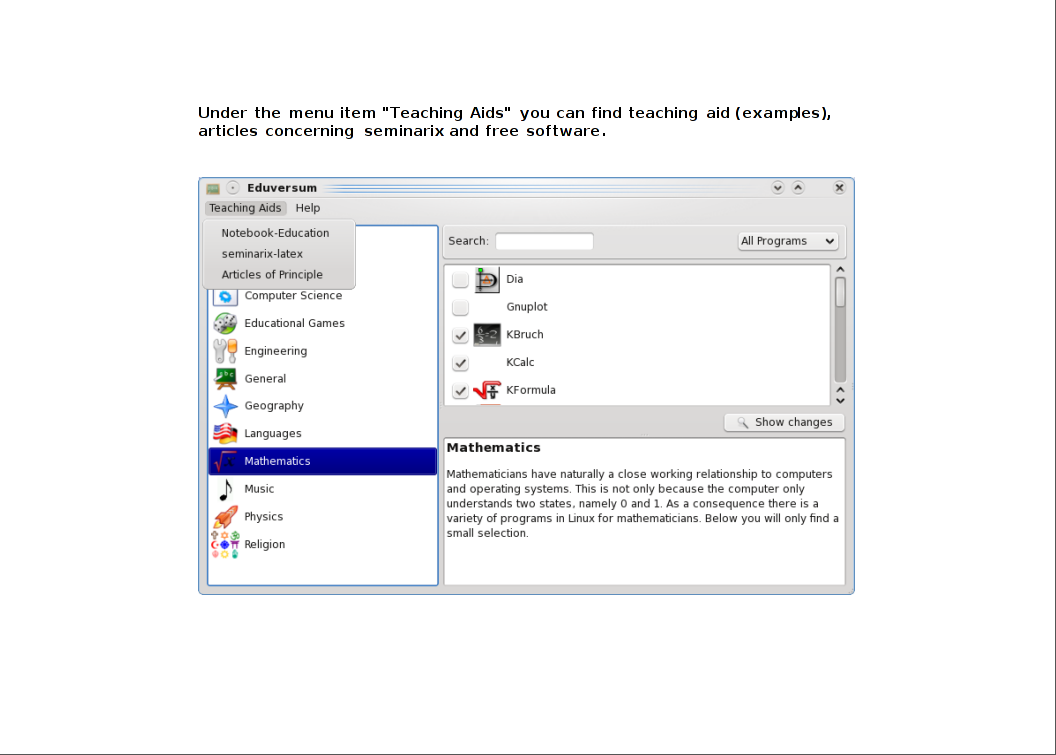 Under the menu item "Teaching Aids" you can find teaching aid (examples),
articles concerning seminarix and free software.
Eduversum
Teaching Aids Help
Notebook-Education
seminarix-latex
Articles of Principle
Computer Science
Educational Games
Engineering
General
Geography
Languages
Mathematics
Music
Physics
Religion
Search: All Programs
Dia
Gnuplot
KBruch
KCalc
KFormula
Show changes
Mathematics
Mathematicians have naturally a close working relationship to computers
and operating systems. This is not only because the computer only
understands two states, namely 0 and 1. As a consequence there is a
variety of programs in Linux for mathematicians. Below you will only find a
small selection.